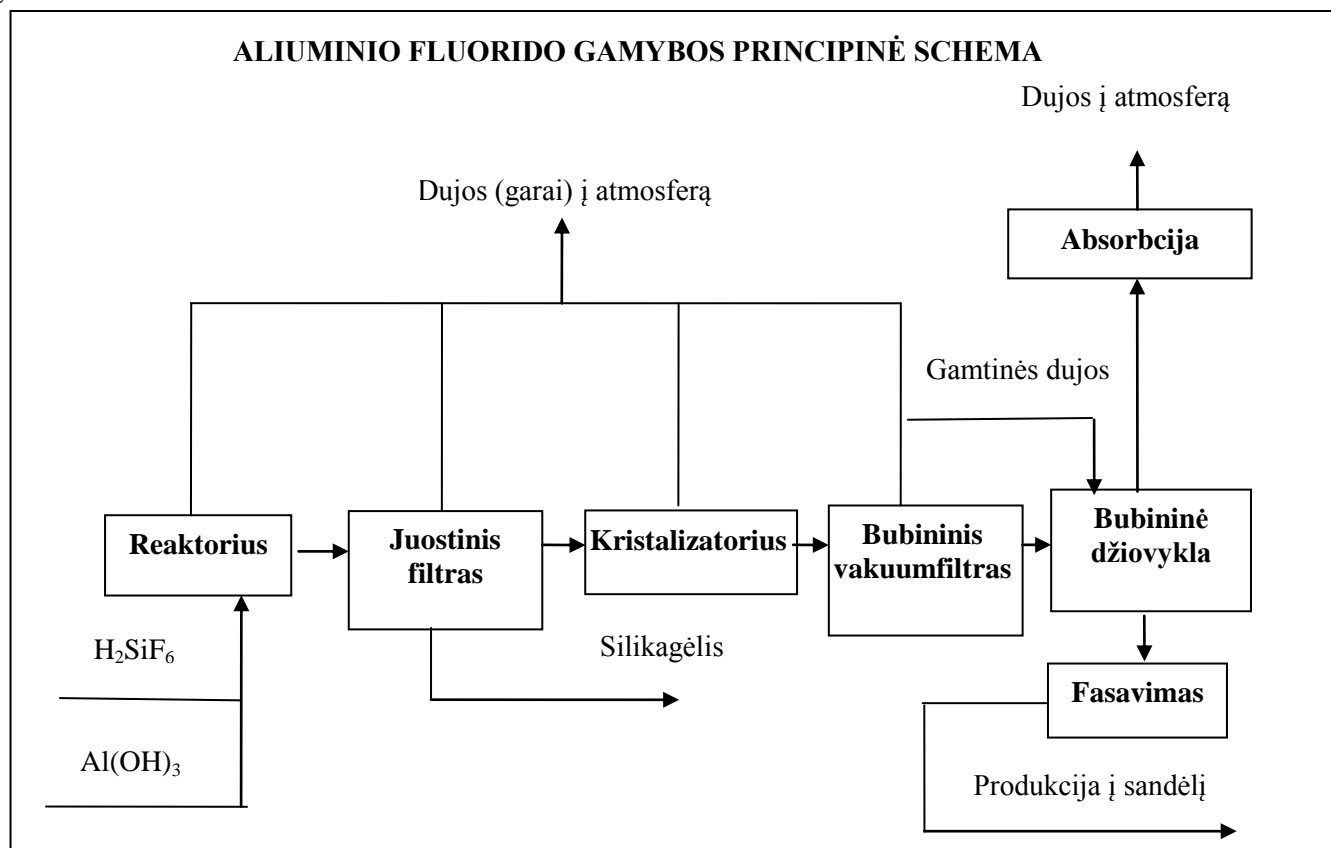 ALIUMINIO FLUORIDO GAMYBOS PRINCIPINĖ SCHEMA
Dujos į atmosferą
Dujos (garai) į atmosferą
Absorbcija
Gamtinės dujos
Reaktorius
Juostinis
filtras
Kristalizatorius
Bubininis
vakuumfiltras
Bubininė
džiovykla
H₂SiF₆
Silikagėlis
Fasavimas
Al(OH)₃
Produkcija į sandėlį